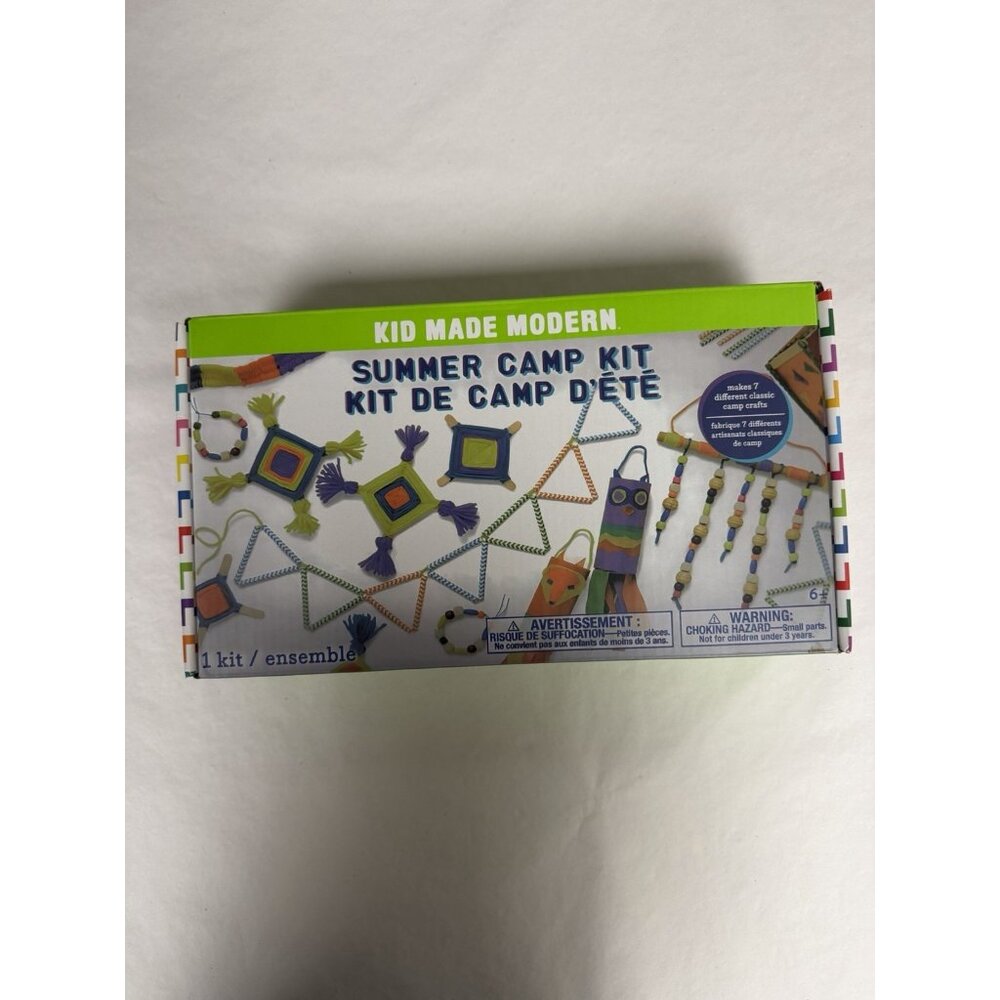 KID MADE MODERN.
SUMMER CAMP KIT
KIT DE CAMP D'ÉTÉ
makes 7
different classic
camp crafts
fabrique 7 différents
artisanats classiques
de camp
6+
AVERTISSEMENT :
RISQUE DE SUFFOCATION—Petites pièces.
Ne convient pas aux enfants de moins de 3 ans.
WARNING:
CHOKING HAZARD—Small parts.
Not for children under 3 years.
1 kit / ensemble